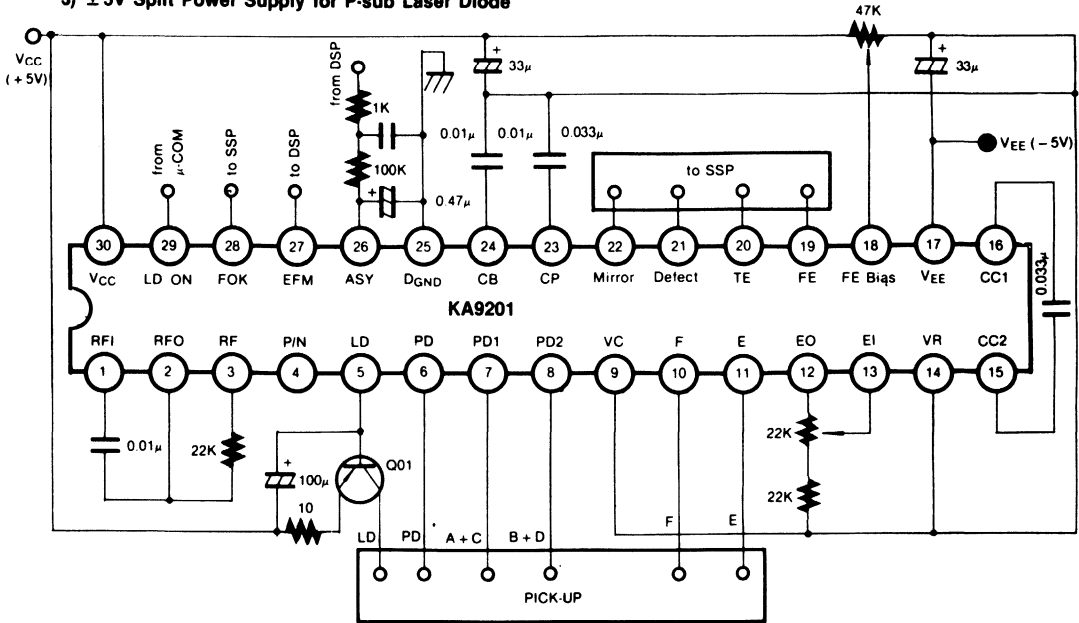 3) ±5V Split Power Supply for P-sub Laser Diode
47K
VCC
(+5V)
from DSP
1K
+
33μ
+
33μ
from
μ-COM
to SSP
to DSP
100K
0.01μ
0.01μ
0.033μ
VEE (−5V)
to SSP
+
0.47μ
30
29
28
27
26
25
24
23
22
21
20
19
18
17
16
VCC
LD ON
FOK
EFM
ASY
DGND
CB
CP
Mirror
Defect
TE
FE
FE Bias
VEE
CC1
0.033μ
KA9201
RFI
RFO
RF
P/N
LD
PD
PD1
PD2
VC
F
E
EO
EI
VR
CC2
1
2
3
4
5
6
7
8
9
10
11
12
13
14
15
0.01μ
22K
+
100μ
Q01
10
22K
22K
LD
PD
A+C
B+D
F
E
PICK-UP